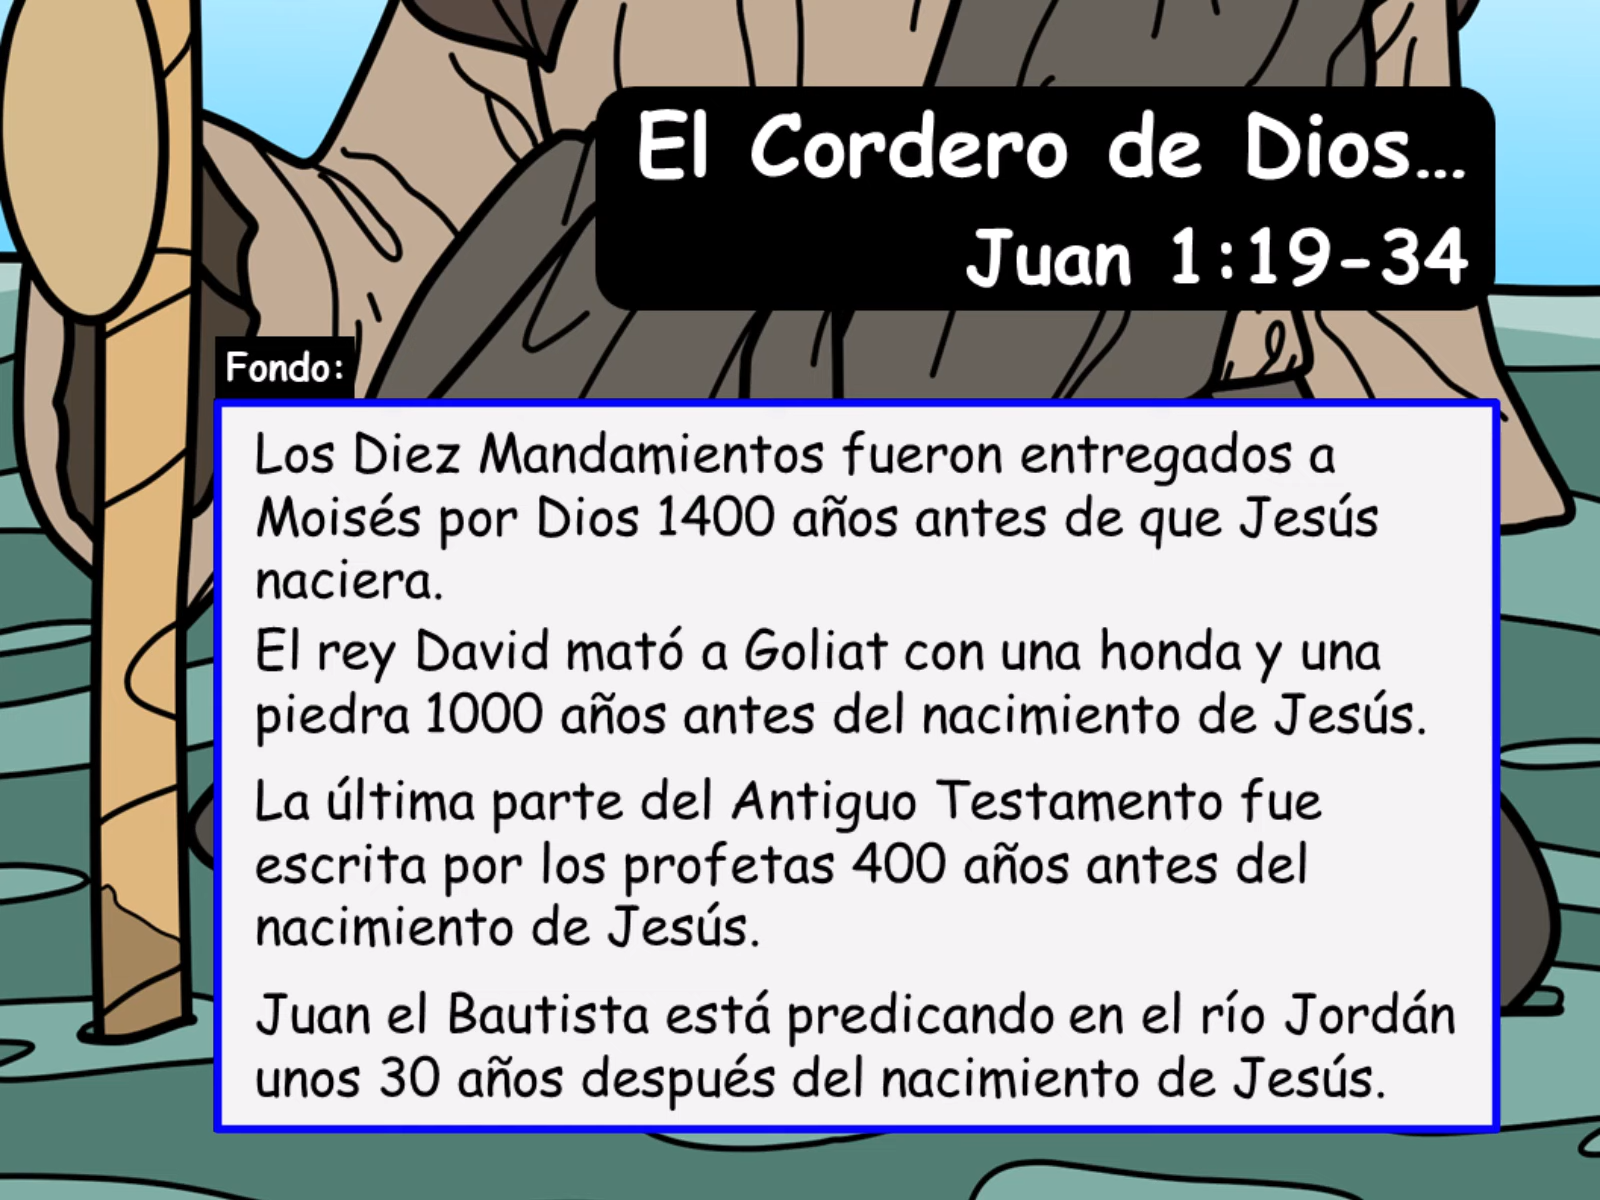 El Cordero de Dios...
Juan 1:19-34
Fondo:
Los Diez Mandamientos fueron entregados a
Moisés por Dios 1400 años antes de que Jesús
naciera.
El rey David mató a Goliat con una honda y una
piedra 1000 años antes del nacimiento de Jesús.
La última parte del Antiguo Testamento fue
escrita por los profetas 400 años antes del
nacimiento de Jesús.
Juan el Bautista está predicando en el río Jordán
unos 30 años después del nacimiento de Jesús.